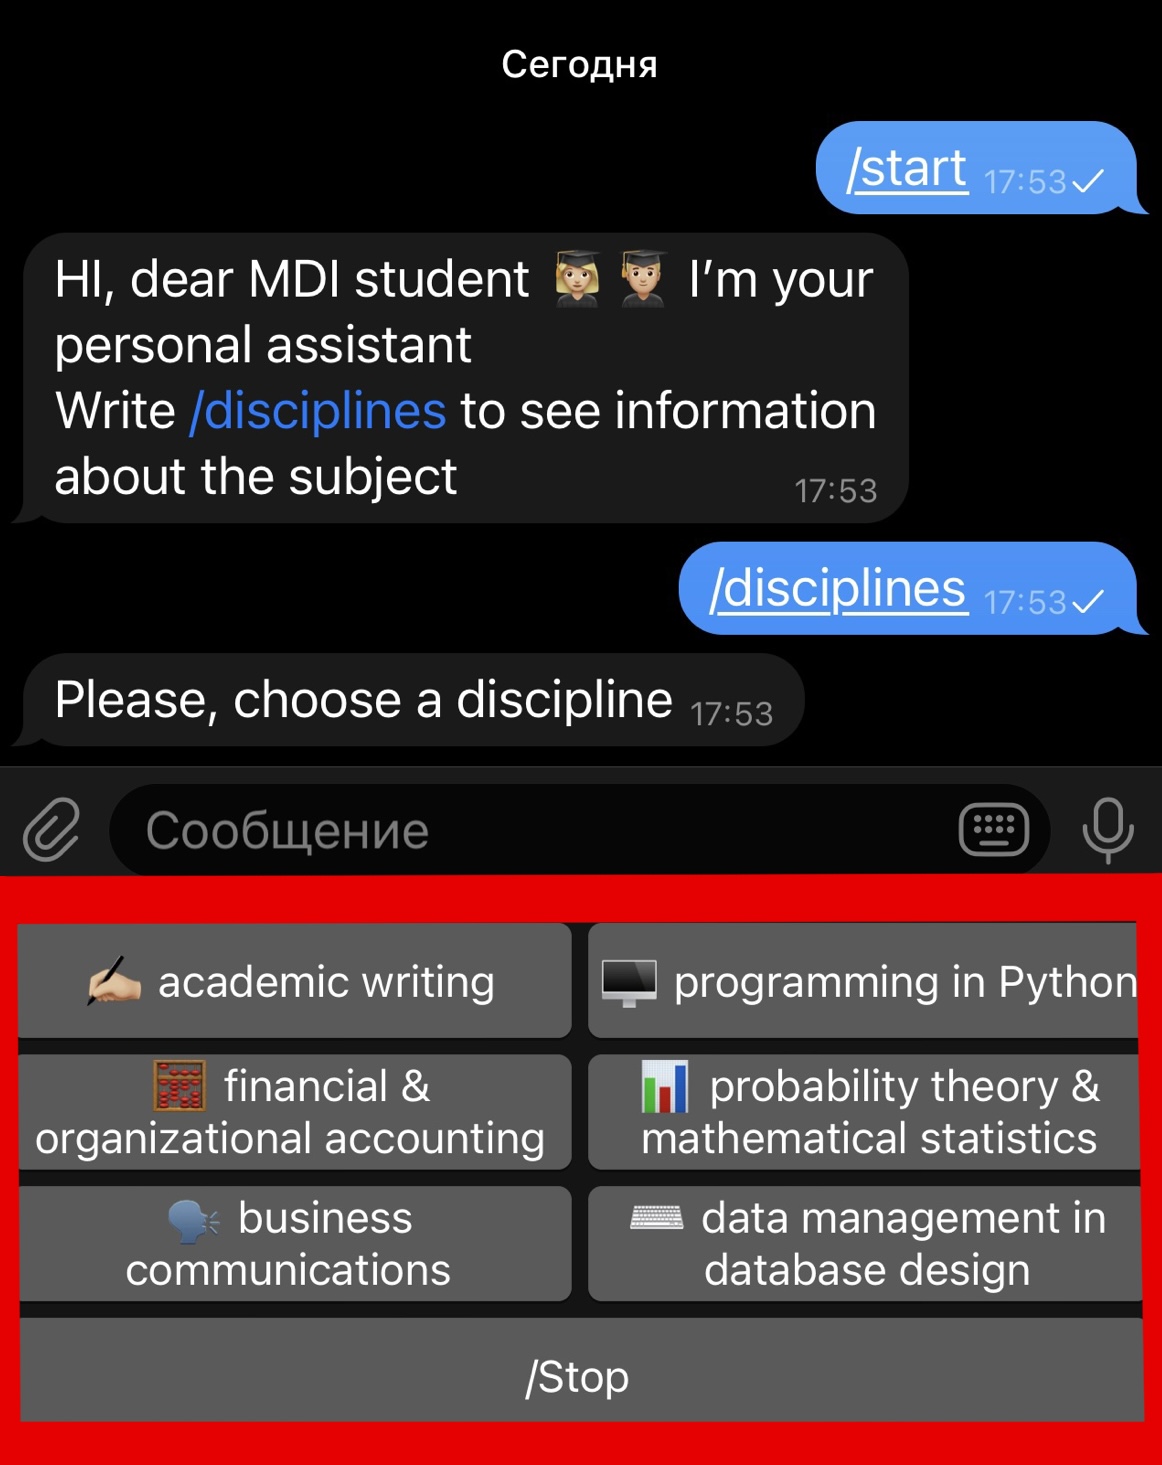 Сегодня
/start 17:53
HI, dear MDI student I’m your
personal assistant
Write /disciplines to see information
about the subject
17:53
/disciplines 17:53
Please, choose a discipline 17:53
Сообщение
academic writing
programming in Python
financial &
organizational accounting
probability theory &
mathematical statistics
business
communications
data management in
database design
/Stop